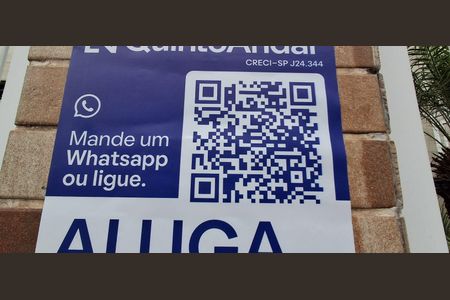 QuintoAndar
CRECI-SP J24.344
Mande um
Whatsapp
ou ligue.
ALUGA